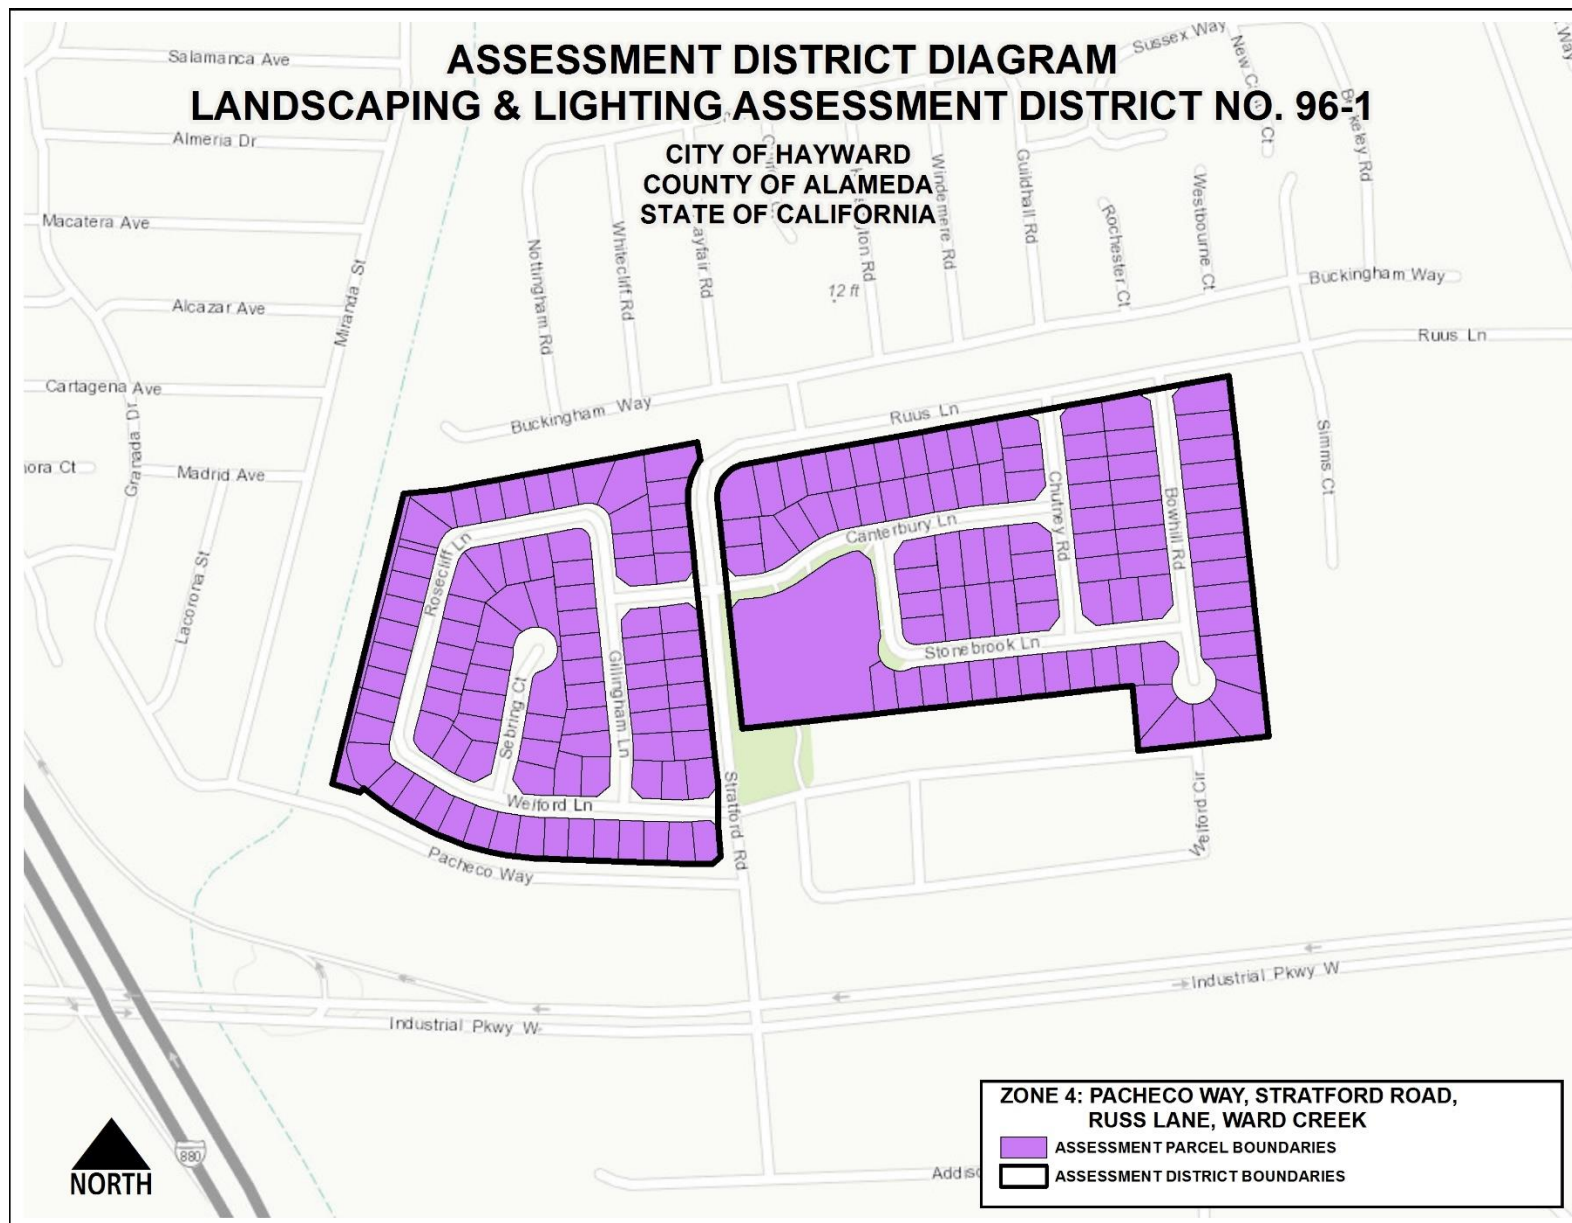 ASSESSMENT DISTRICT DIAGRAM
LANDSCAPING & LIGHTING ASSESSMENT DISTRICT NO. 96-1
CITY OF HAYWARD
COUNTY OF ALAMEDA
STATE OF CALIFORNIA
Salamanca Ave
Almeria Dr
Macatera Ave
Alcazar Ave
Cartagena Ave
Madrid Ave
Granada Dr
Lacorona St
Miranda St
Nottingham Rd
Whitecliff Rd
Windemere Rd
Guildhall Rd
Rochester Ct
Westbourne Ct
Sussex Way
Way
12 ft
Buckingham Way
Buckingham Way
Ruus Ln
Ruus Ln
Simms Ct
Rosecliff Ln
Sebring Ct
Gillingham Ln
Welford Ln
Canterbury Ln
Chutney Rd
Bowhill Rd
Stonebrook Ln
Stratford Rd
Welford Cir
Pacheco Way
Industrial Pkwy W
Industrial Pkwy W
880
NORTH
ZONE 4: PACHECO WAY, STRATFORD ROAD,
RUSS LANE, WARD CREEK
ASSESSMENT PARCEL BOUNDARIES
ASSESSMENT DISTRICT BOUNDARIES